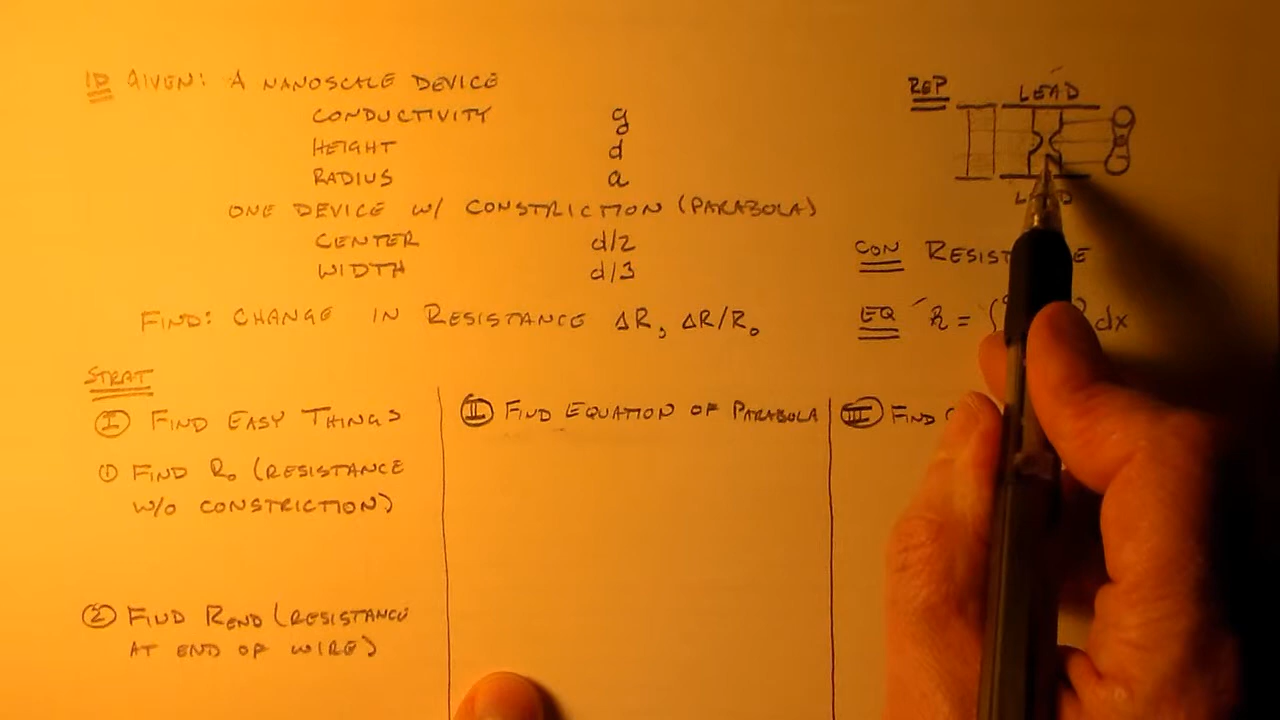 ID GIVEN: A NANOSCALE DEVICE
CONDUCTIVITY g
HEIGHT d
RADIUS a
ONE DEVICE W/ CONSTRICTION (PARABOLA)
CENTER d/2
WIDTH d/3
FIND: CHANGE IN RESISTANCE ΔR, ΔR/R₀
REP
LEAD
CON
EQ R = ∫ dx
STRAT
I FIND EASY THINGS
① FIND R₀ (RESISTANCE
W/O CONSTRICTION)
② FIND REND (RESISTANCE
AT END OF WIRE)
II FIND EQUATION OF PARABOLA
III FIND